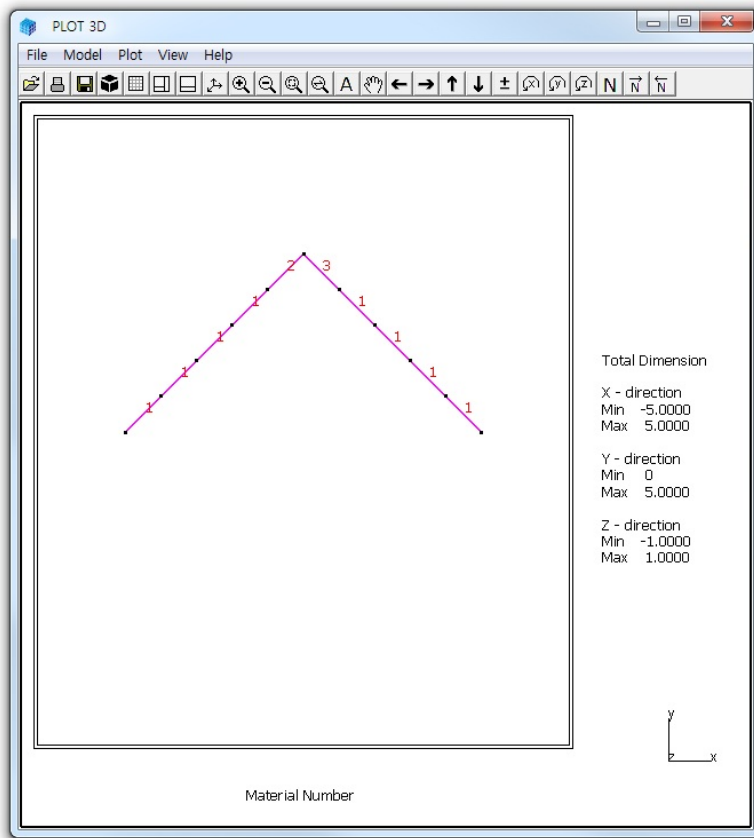 PLOT 3D
File Model Plot View Help
A ± (X) (Y) (Z) N N N
2 3
1 1
1 1
1 1
1 1
Total Dimension
X - direction
Min -5.0000
Max 5.0000
Y - direction
Min 0
Max 5.0000
Z - direction
Min -1.0000
Max 1.0000
y
z x
Material Number